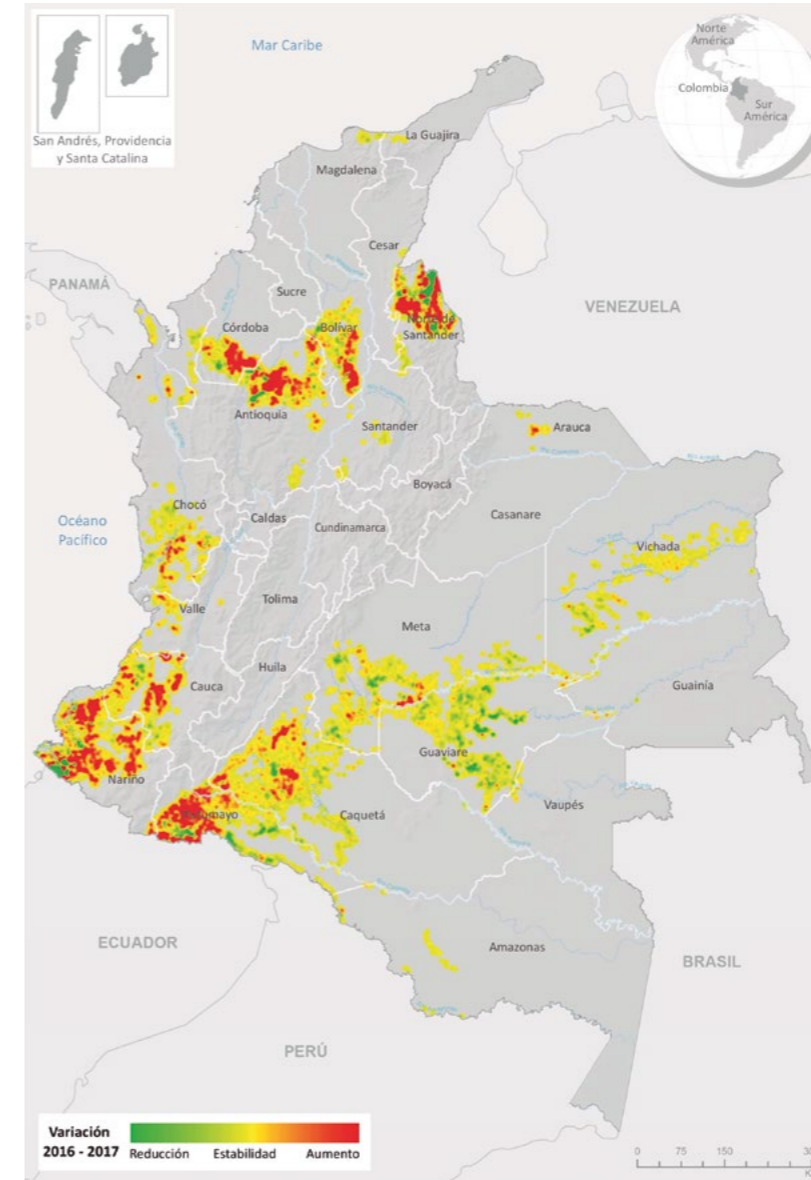 Mar Caribe
San Andrés, Providencia
y Santa Catalina
Norte
América
Colombia
Sur
América
La Guajira
Magdalena
Cesar
PANAMÁ
Sucre
Córdoba
Bolívar
Norte de
Santander
VENEZUELA
Antioquia
Santander
Arauca
Boyacá
Chocó
Caldas
Cundinamarca
Casanare
Océano
Pacífico
Vichada
Valle
Tolima
Meta
Huila
Cauca
Guainía
Guaviare
Nariño
Putumayo
Caquetá
Vaupés
ECUADOR
Amazonas
BRASIL
PERÚ
Variación
2016 - 2017
Reducción Estabilidad Aumento
0 75 150